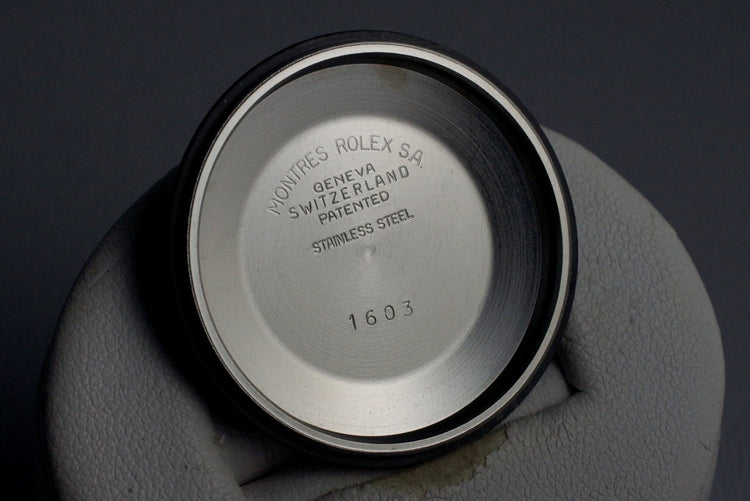 MONTRES ROLEX S.A.
GENEVA
SWITZERLAND
PATENTED
STAINLESS STEEL
1603